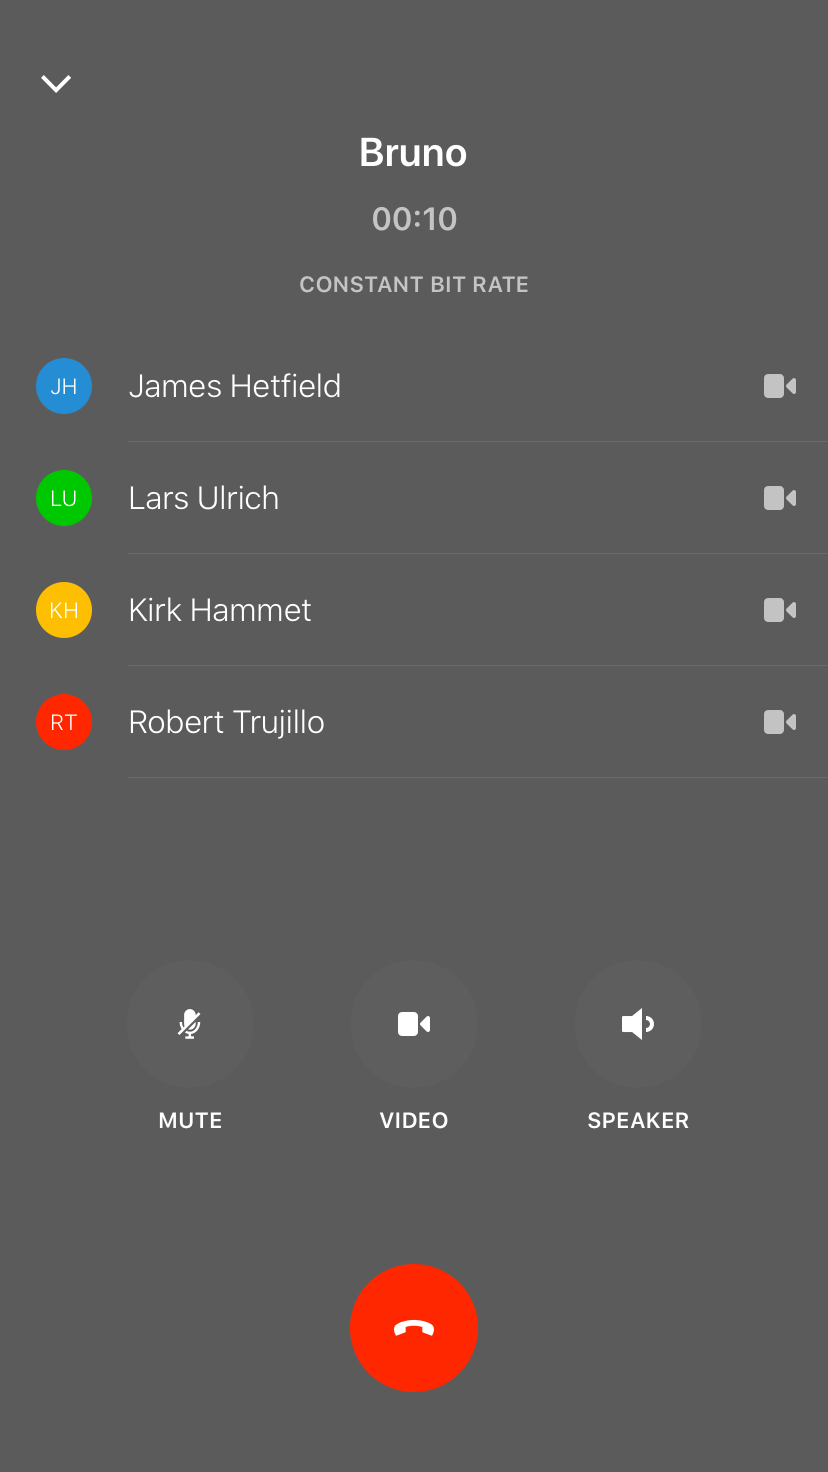 Bruno
00:10
CONSTANT BIT RATE
JH James Hetfield
LU Lars Ulrich
KH Kirk Hammet
RT Robert Trujillo
MUTE VIDEO SPEAKER